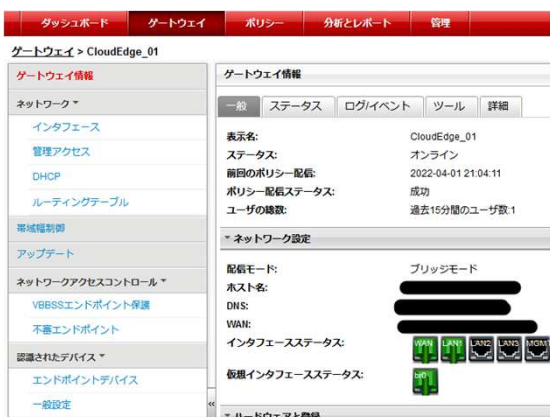 ダッシュボード ゲートウェイ ポリシー 分析とレポート 管理
ゲートウェイ > CloudEdge_01
ゲートウェイ情報
ネットワーク
インタフェース
管理アクセス
DHCP
ルーティングテーブル
帯域幅制御
アップデート
ネットワークアクセスコントロール
VBBSSエンドポイント保護
不審エンドポイント
認識されたデバイス
エンドポイントデバイス
一般設定
ゲートウェイ情報
一般 ステータス ログ/イベント ツール 詳細
表示名: CloudEdge_01
ステータス: オンライン
前回のポリシー配信: 2022-04-01 21:04:11
ポリシー配信ステータス: 成功
ユーザの総数: 過去15分間のユーザ数:1
ネットワーク設定
配信モード: ブリッジモード
ホスト名:
DNS:
WAN:
インタフェースステータス: WAN LAN1 LAN2 LAN3 MGMT
仮想インタフェースステータス: br0
ハードウェアと登録